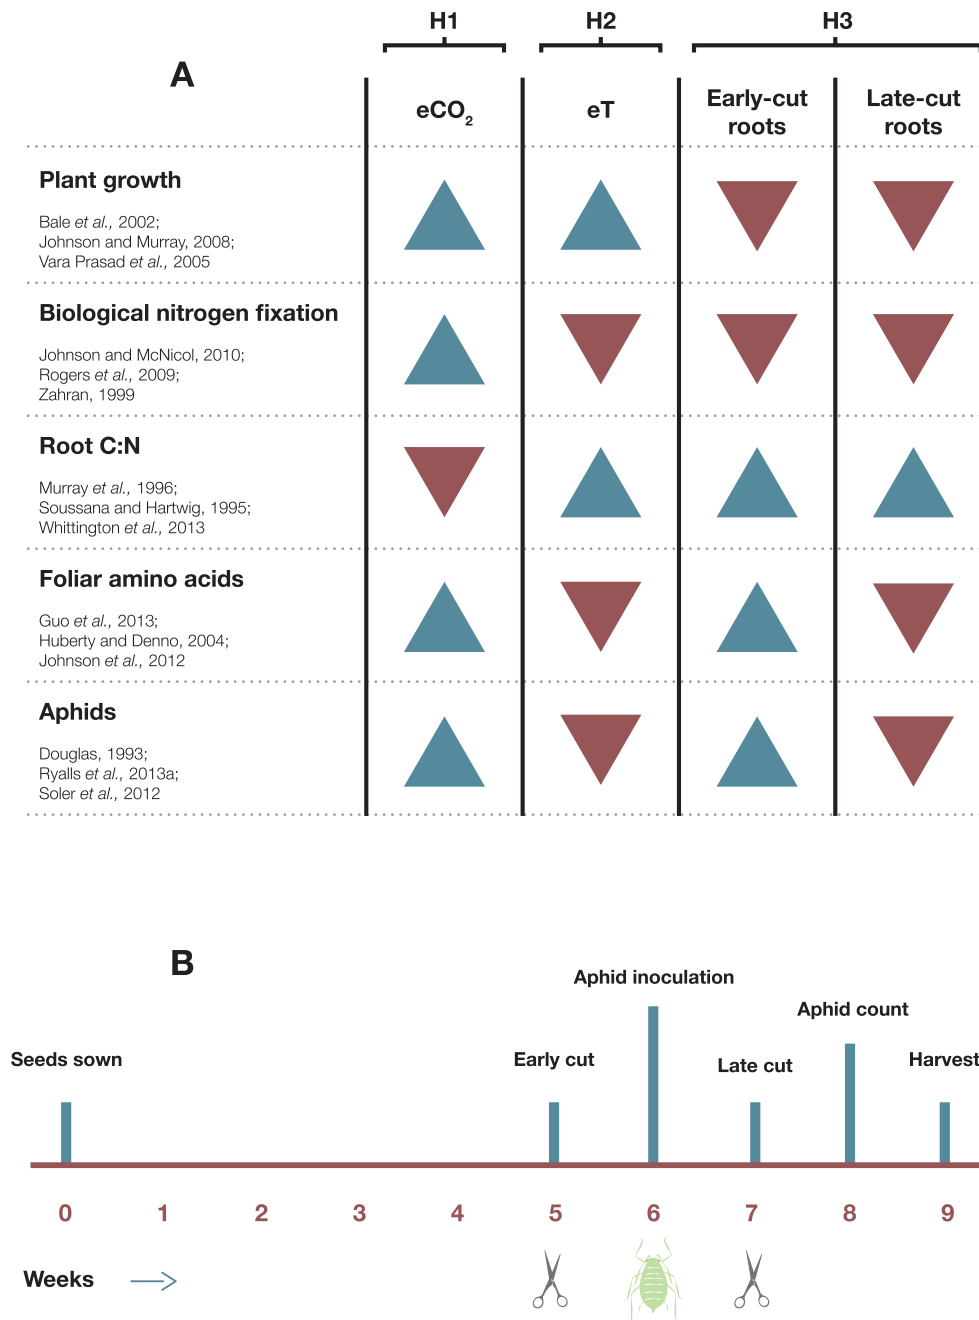 H1 H2 H3
A
eCO₂ eT Early-cut roots Late-cut roots
Plant growth
Bale et al., 2002;
Johnson and Murray, 2008;
Vara Prasad et al., 2005
Biological nitrogen fixation
Johnson and McNicol, 2010;
Rogers et al., 2009;
Zahran, 1999
Root C:N
Murray et al., 1996;
Soussana and Hartwig, 1995;
Whittington et al., 2013
Foliar amino acids
Guo et al., 2013;
Huberty and Denno, 2004;
Johnson et al., 2012
Aphids
Douglas, 1993;
Ryalls et al., 2013a;
Soler et al., 2012
B
Aphid inoculation
Aphid count
Seeds sown Early cut Late cut Harvest
0 1 2 3 4 5 6 7 8 9
Weeks